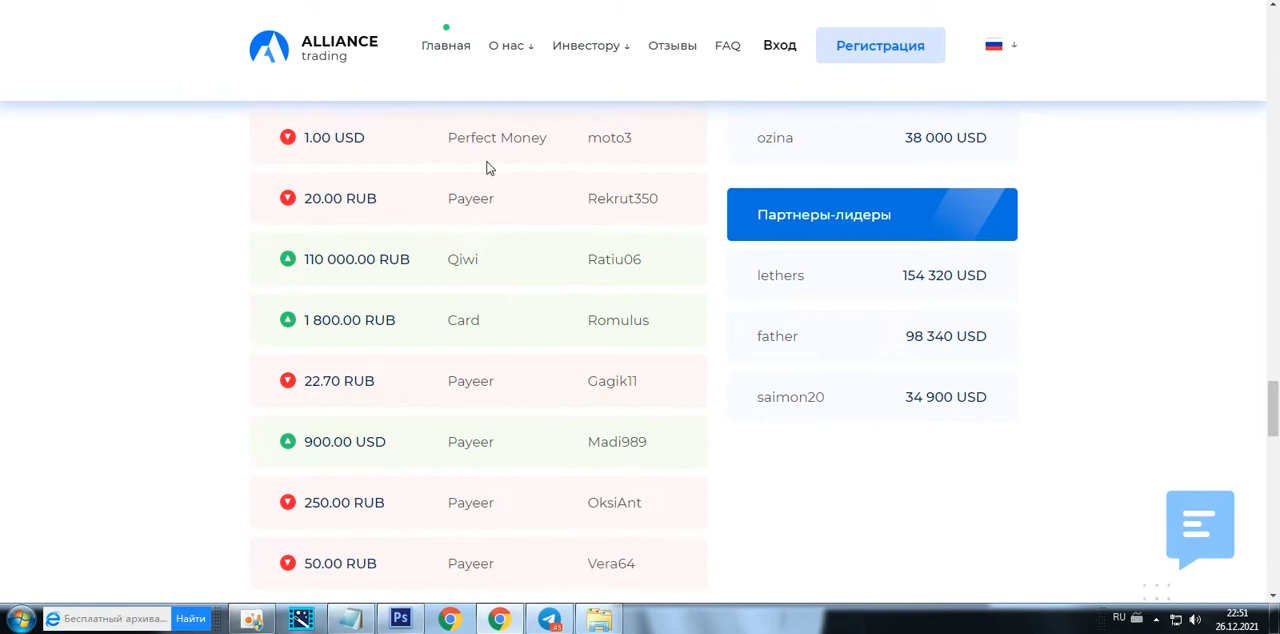 ALLIANCE
trading
Главная О нас ↓ Инвестору ↓ Отзывы FAQ Вход Регистрация ↓
1.00 USD Perfect Money moto3
20.00 RUB Payeer Rekrut350
110 000.00 RUB Qiwi Ratiu06
1 800.00 RUB Card Romulus
22.70 RUB Payeer Gagik11
900.00 USD Payeer Madi989
250.00 RUB Payeer OksiAnt
50.00 RUB Payeer Vera64
ozina 38 000 USD
Партнеры-лидеры
lethers 154 320 USD
father 98 340 USD
saimon20 34 900 USD
Бесплатный архива... Найти
Ps
45
RU
22:51
26.12.2021